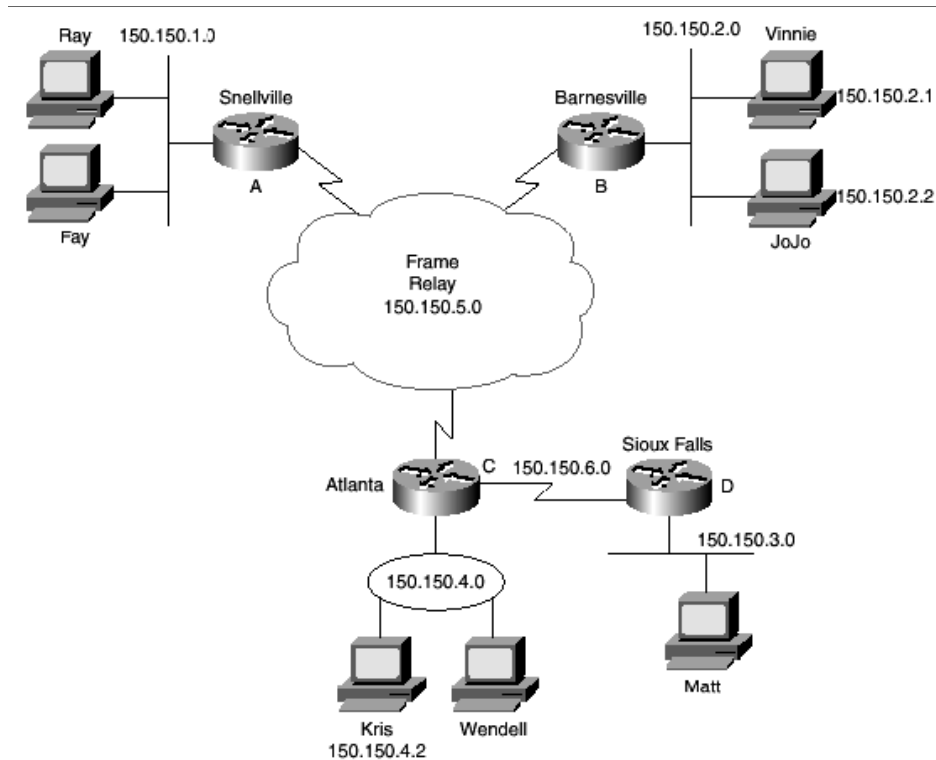 Ray
150.150.1.0
150.150.2.0
Vinnie
Snellville
Barnesville
150.150.2.1
A
B
150.150.2.2
Fay
JoJo
Frame
Relay
150.150.5.0
Sioux Falls
Atlanta
C
150.150.6.0
D
150.150.3.0
150.150.4.0
Matt
Kris
150.150.4.2
Wendell